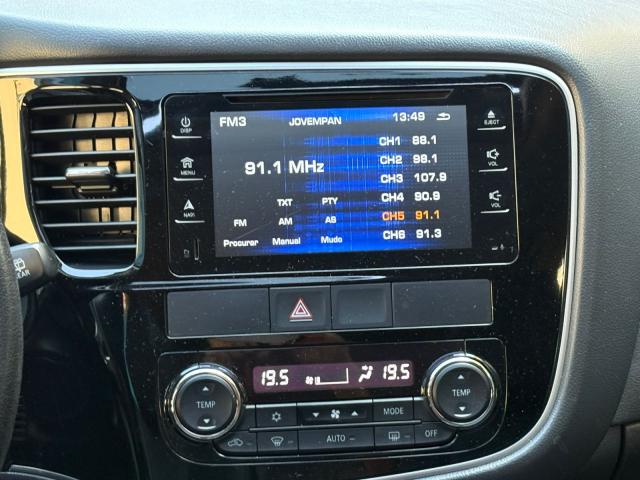 FM3 JOVEMPAN 13:49
DISP
MENU
NAVI
91.1 MHz
CH1 88.1
CH2 98.1
CH3 107.9
CH4 90.9
CH5 91.1
CH6 91.3
TXT PTY
FM AM AS
Procurar Manual Mudo
EJECT
VOL
VOL
REAR
19.5 19.5
TEMP
MODE
TEMP
AUTO
OFF